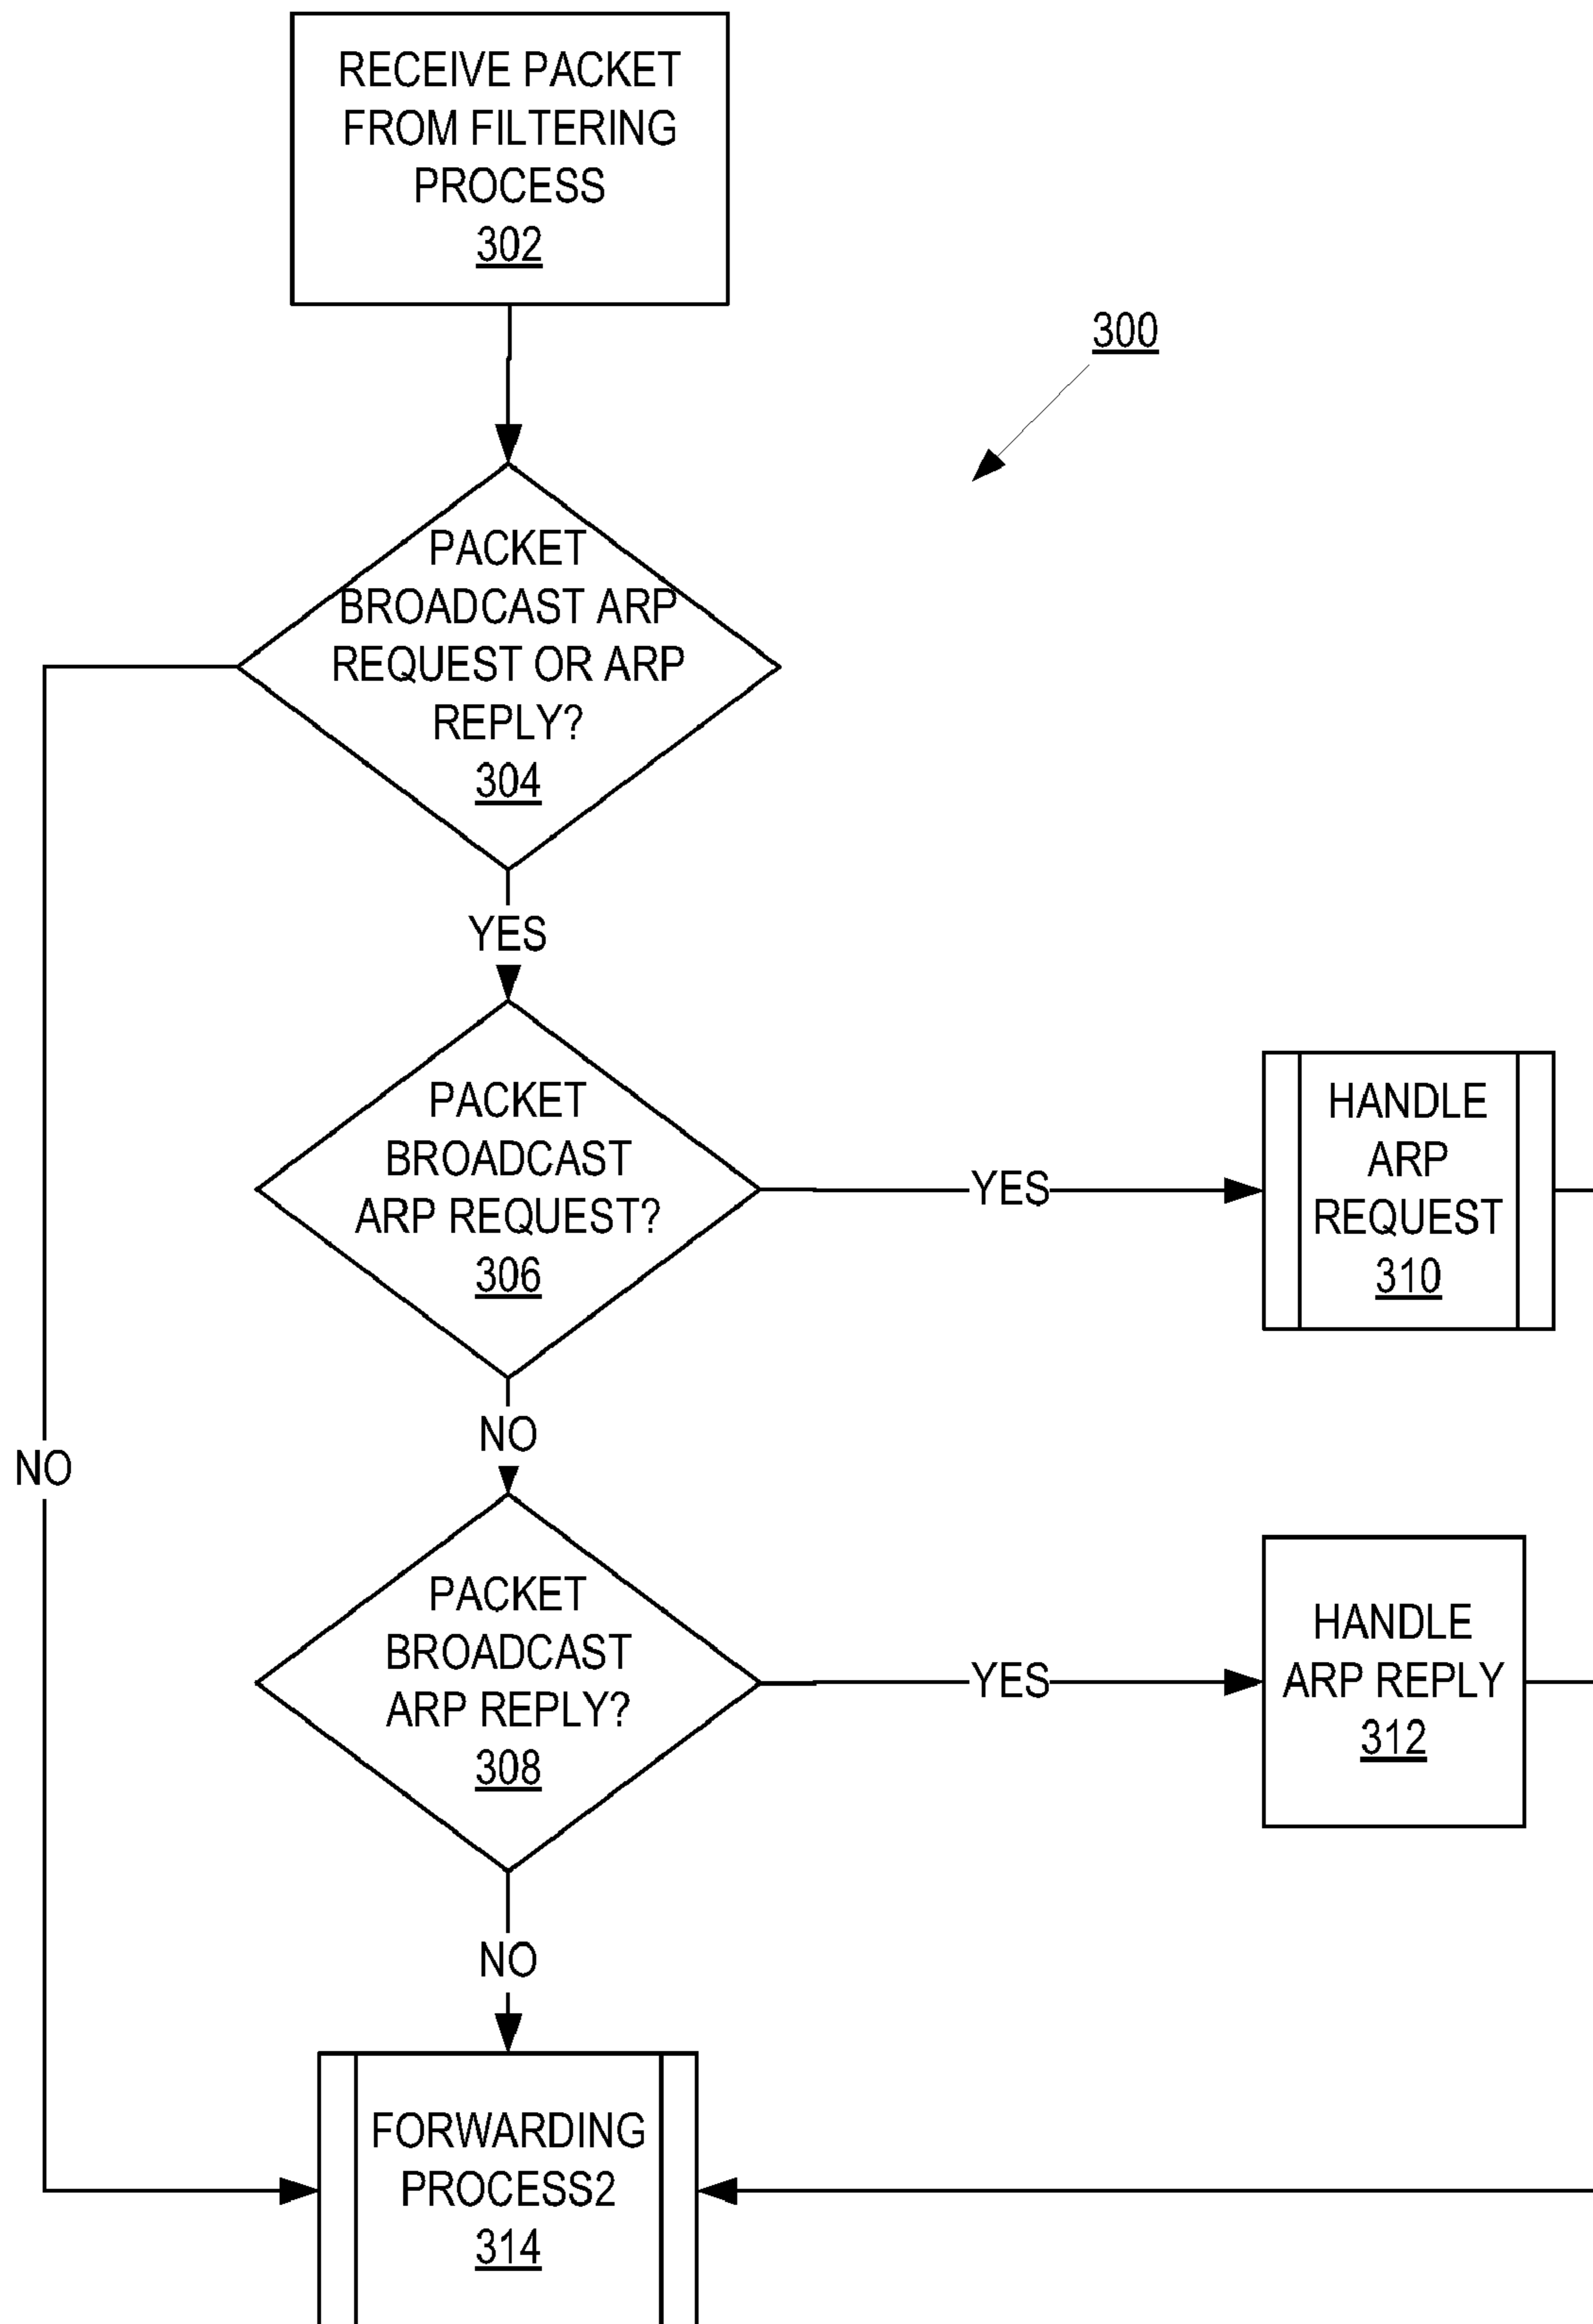 RECEIVE PACKET
FROM FILTERING
PROCESS
302
300
PACKET
BROADCAST ARP
REQUEST OR ARP
REPLY?
304
YES
PACKET
BROADCAST
ARP REQUEST?
306
YES
HANDLE
ARP
REQUEST
310
NO
NO
PACKET
BROADCAST
ARP REPLY?
308
YES
HANDLE
ARP REPLY
312
NO
FORWARDING
PROCESS2
314